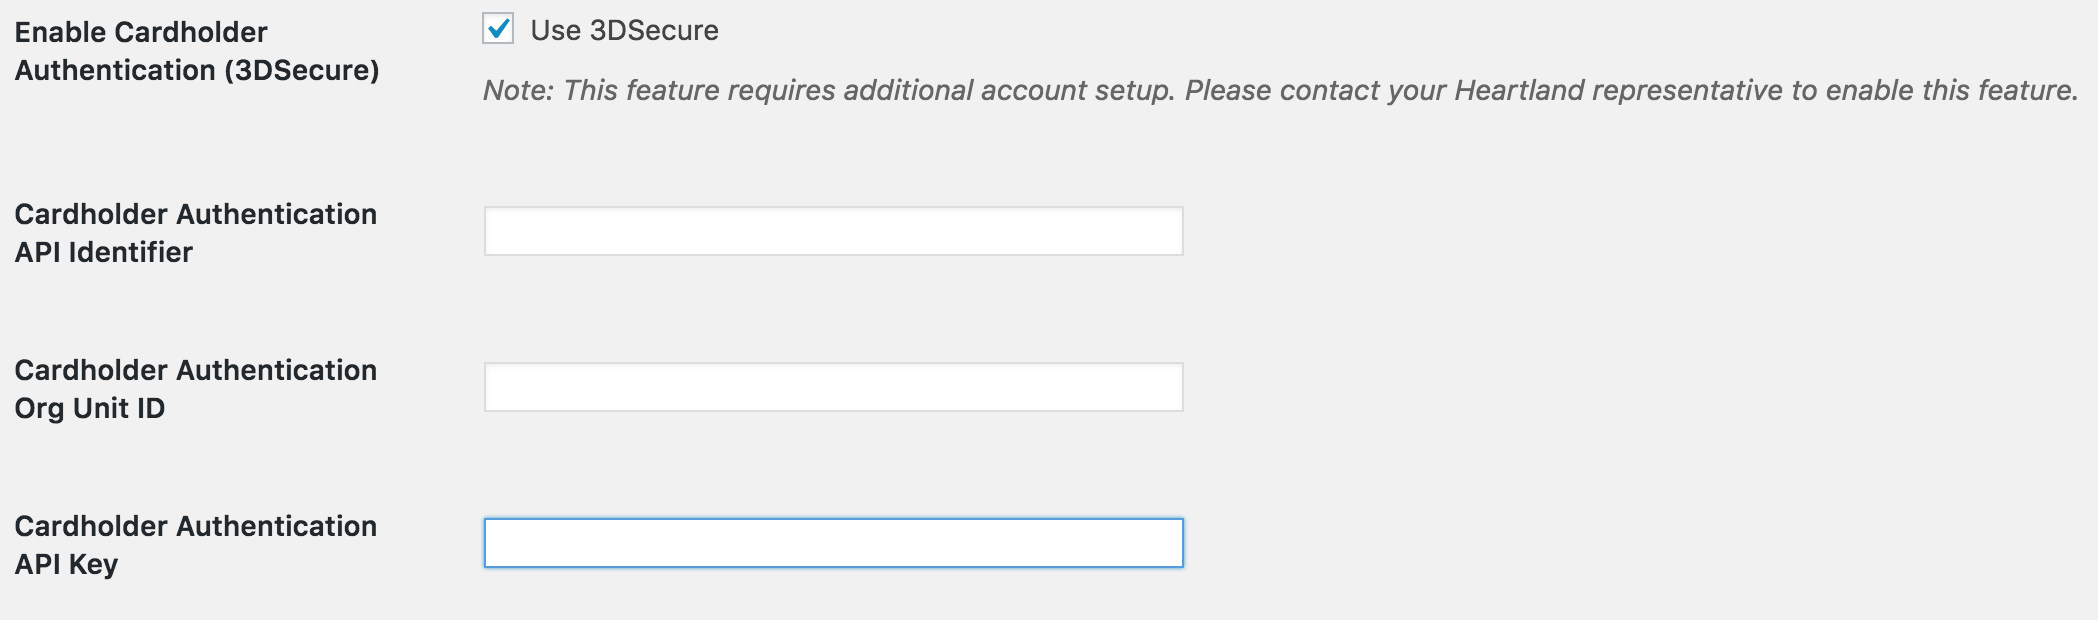 Enable Cardholder
Authentication (3DSecure)
Use 3DSecure
Note: This feature requires additional account setup. Please contact your Heartland representative to enable this feature.
Cardholder Authentication
API Identifier
Cardholder Authentication
Org Unit ID
Cardholder Authentication
API Key